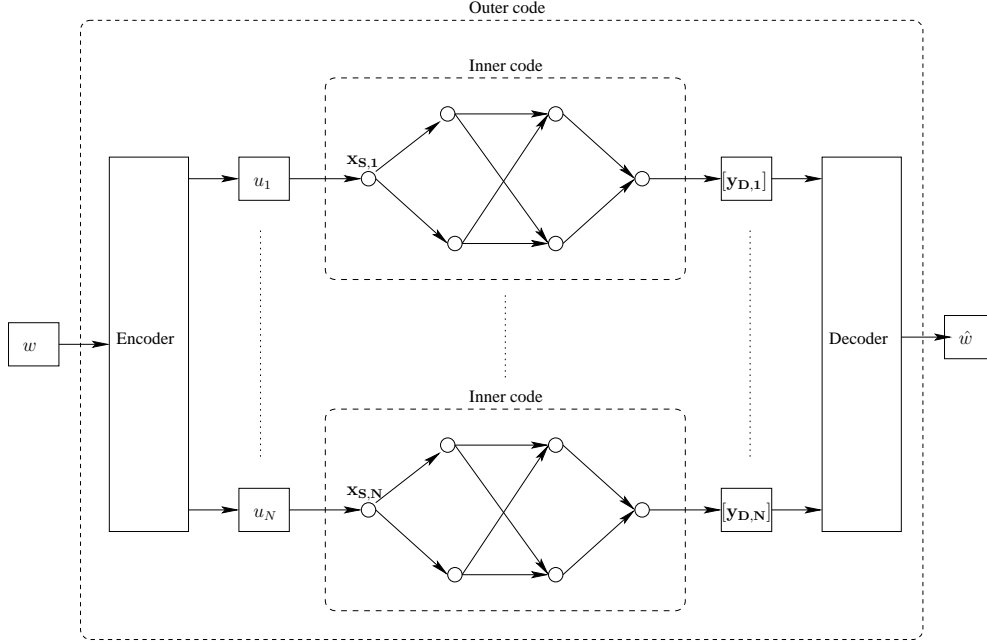 Outer code
Inner code
x_{S,1}
u_1
[y_{D,1}]
w
Encoder
Decoder
ŵ
Inner code
x_{S,N}
u_N
[y_{D,N}]